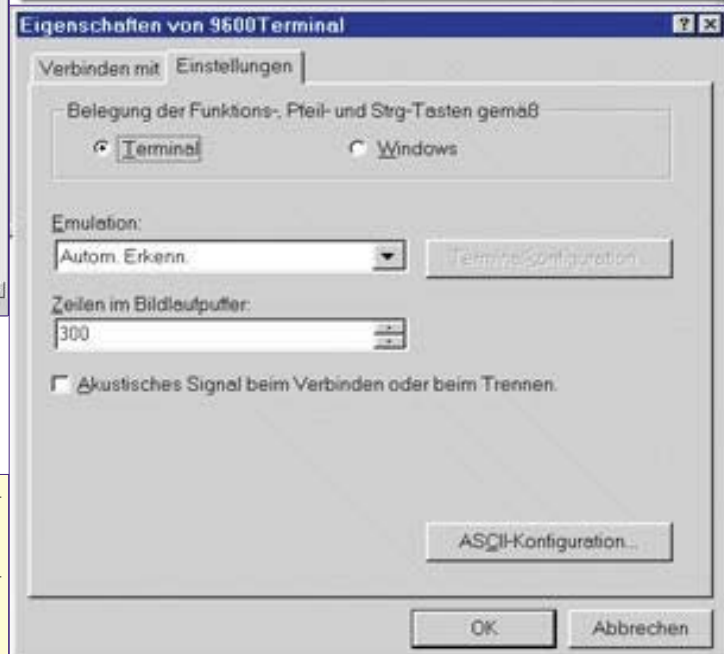 Eigenschaften von 9600Terminal
Verbinden mit
Einstellungen
Belegung der Funktions-, Pfeil- und Strg-Tasten gemäß
Terminal
Windows
Emulation:
Autom. Erkenn.
Terminalkonfiguration...
Zeilen im Bildlaufpuffer:
300
Akustisches Signal beim Verbinden oder beim Trennen.
ASCII-Konfiguration...
OK
Abbrechen